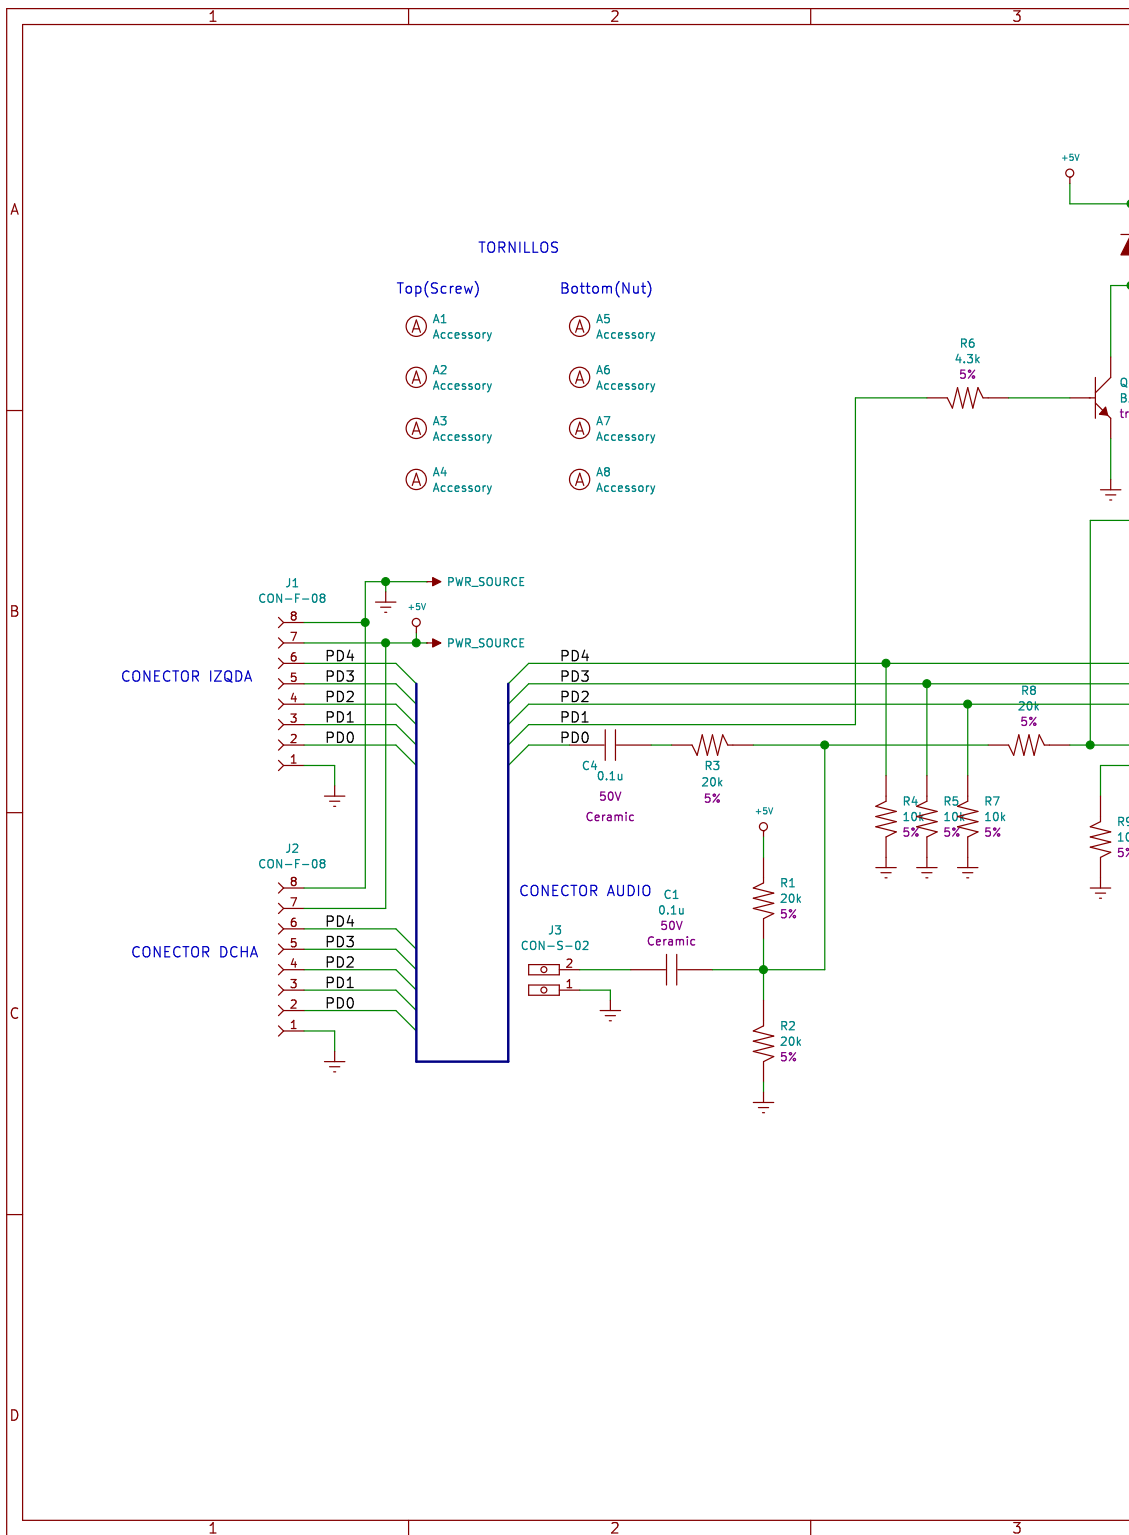 1
2
3
+5V
A
TORNILLOS
Top(Screw)
Bottom(Nut)
A A1
Accessory
A A5
Accessory
A A2
Accessory
A A6
Accessory
A A3
Accessory
A A7
Accessory
A A4
Accessory
A A8
Accessory
R6
4.3k
5%
Q
B
tr
B
J1
CON-F-08
8
7
6
5
4
3
2
1
PWR_SOURCE
+5V
PWR_SOURCE
CONECTOR IZQDA
PD4
PD3
PD2
PD1
PD0
PD4
PD3
PD2
PD1
PD0
C4
0.1u
50V
Ceramic
R3
20k
5%
R8
20k
5%
R4
10k
5%
R5
10k
5%
R7
10k
5%
R9
10
5%
+5V
R1
20k
5%
J2
CON-F-08
8
7
6
5
4
3
2
1
CONECTOR DCHA
PD4
PD3
PD2
PD1
PD0
CONECTOR AUDIO
J3
CON-S-02
2
1
C1
0.1u
50V
Ceramic
C
R2
20k
5%
D
1
2
3